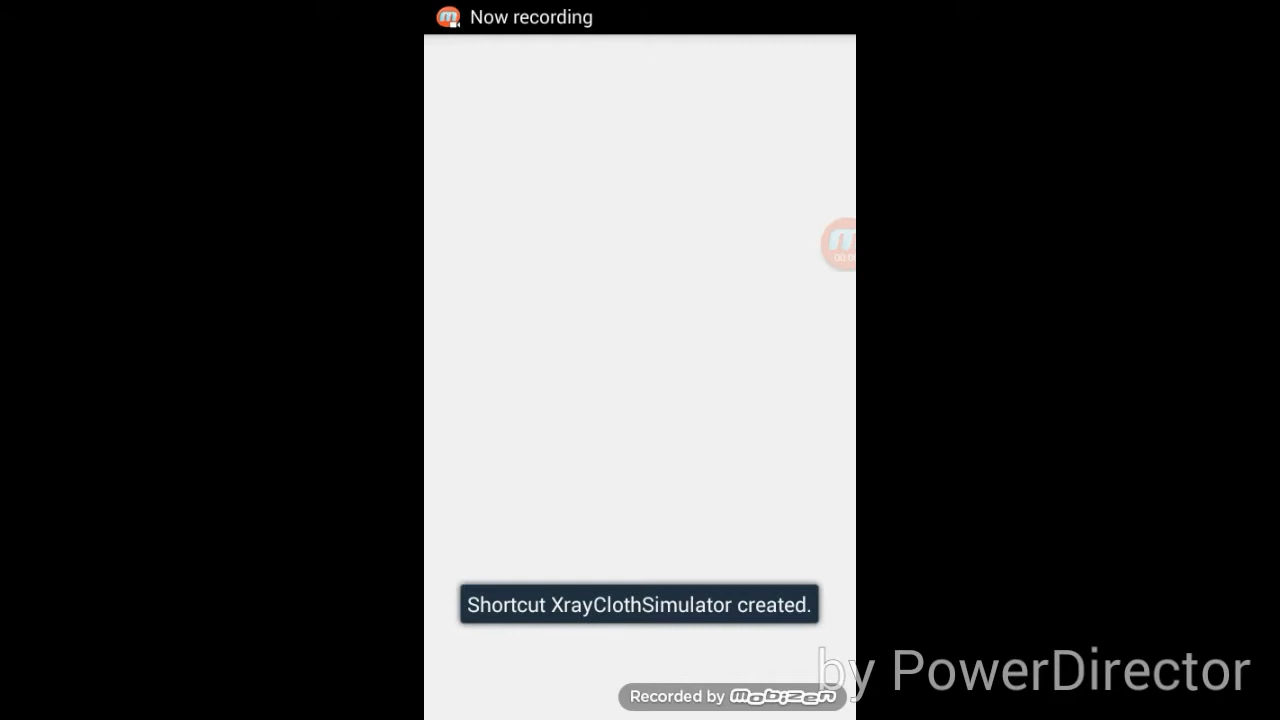 Now recording
Shortcut XrayClothSimulator created.
by PowerDirector
Recorded by mobizen